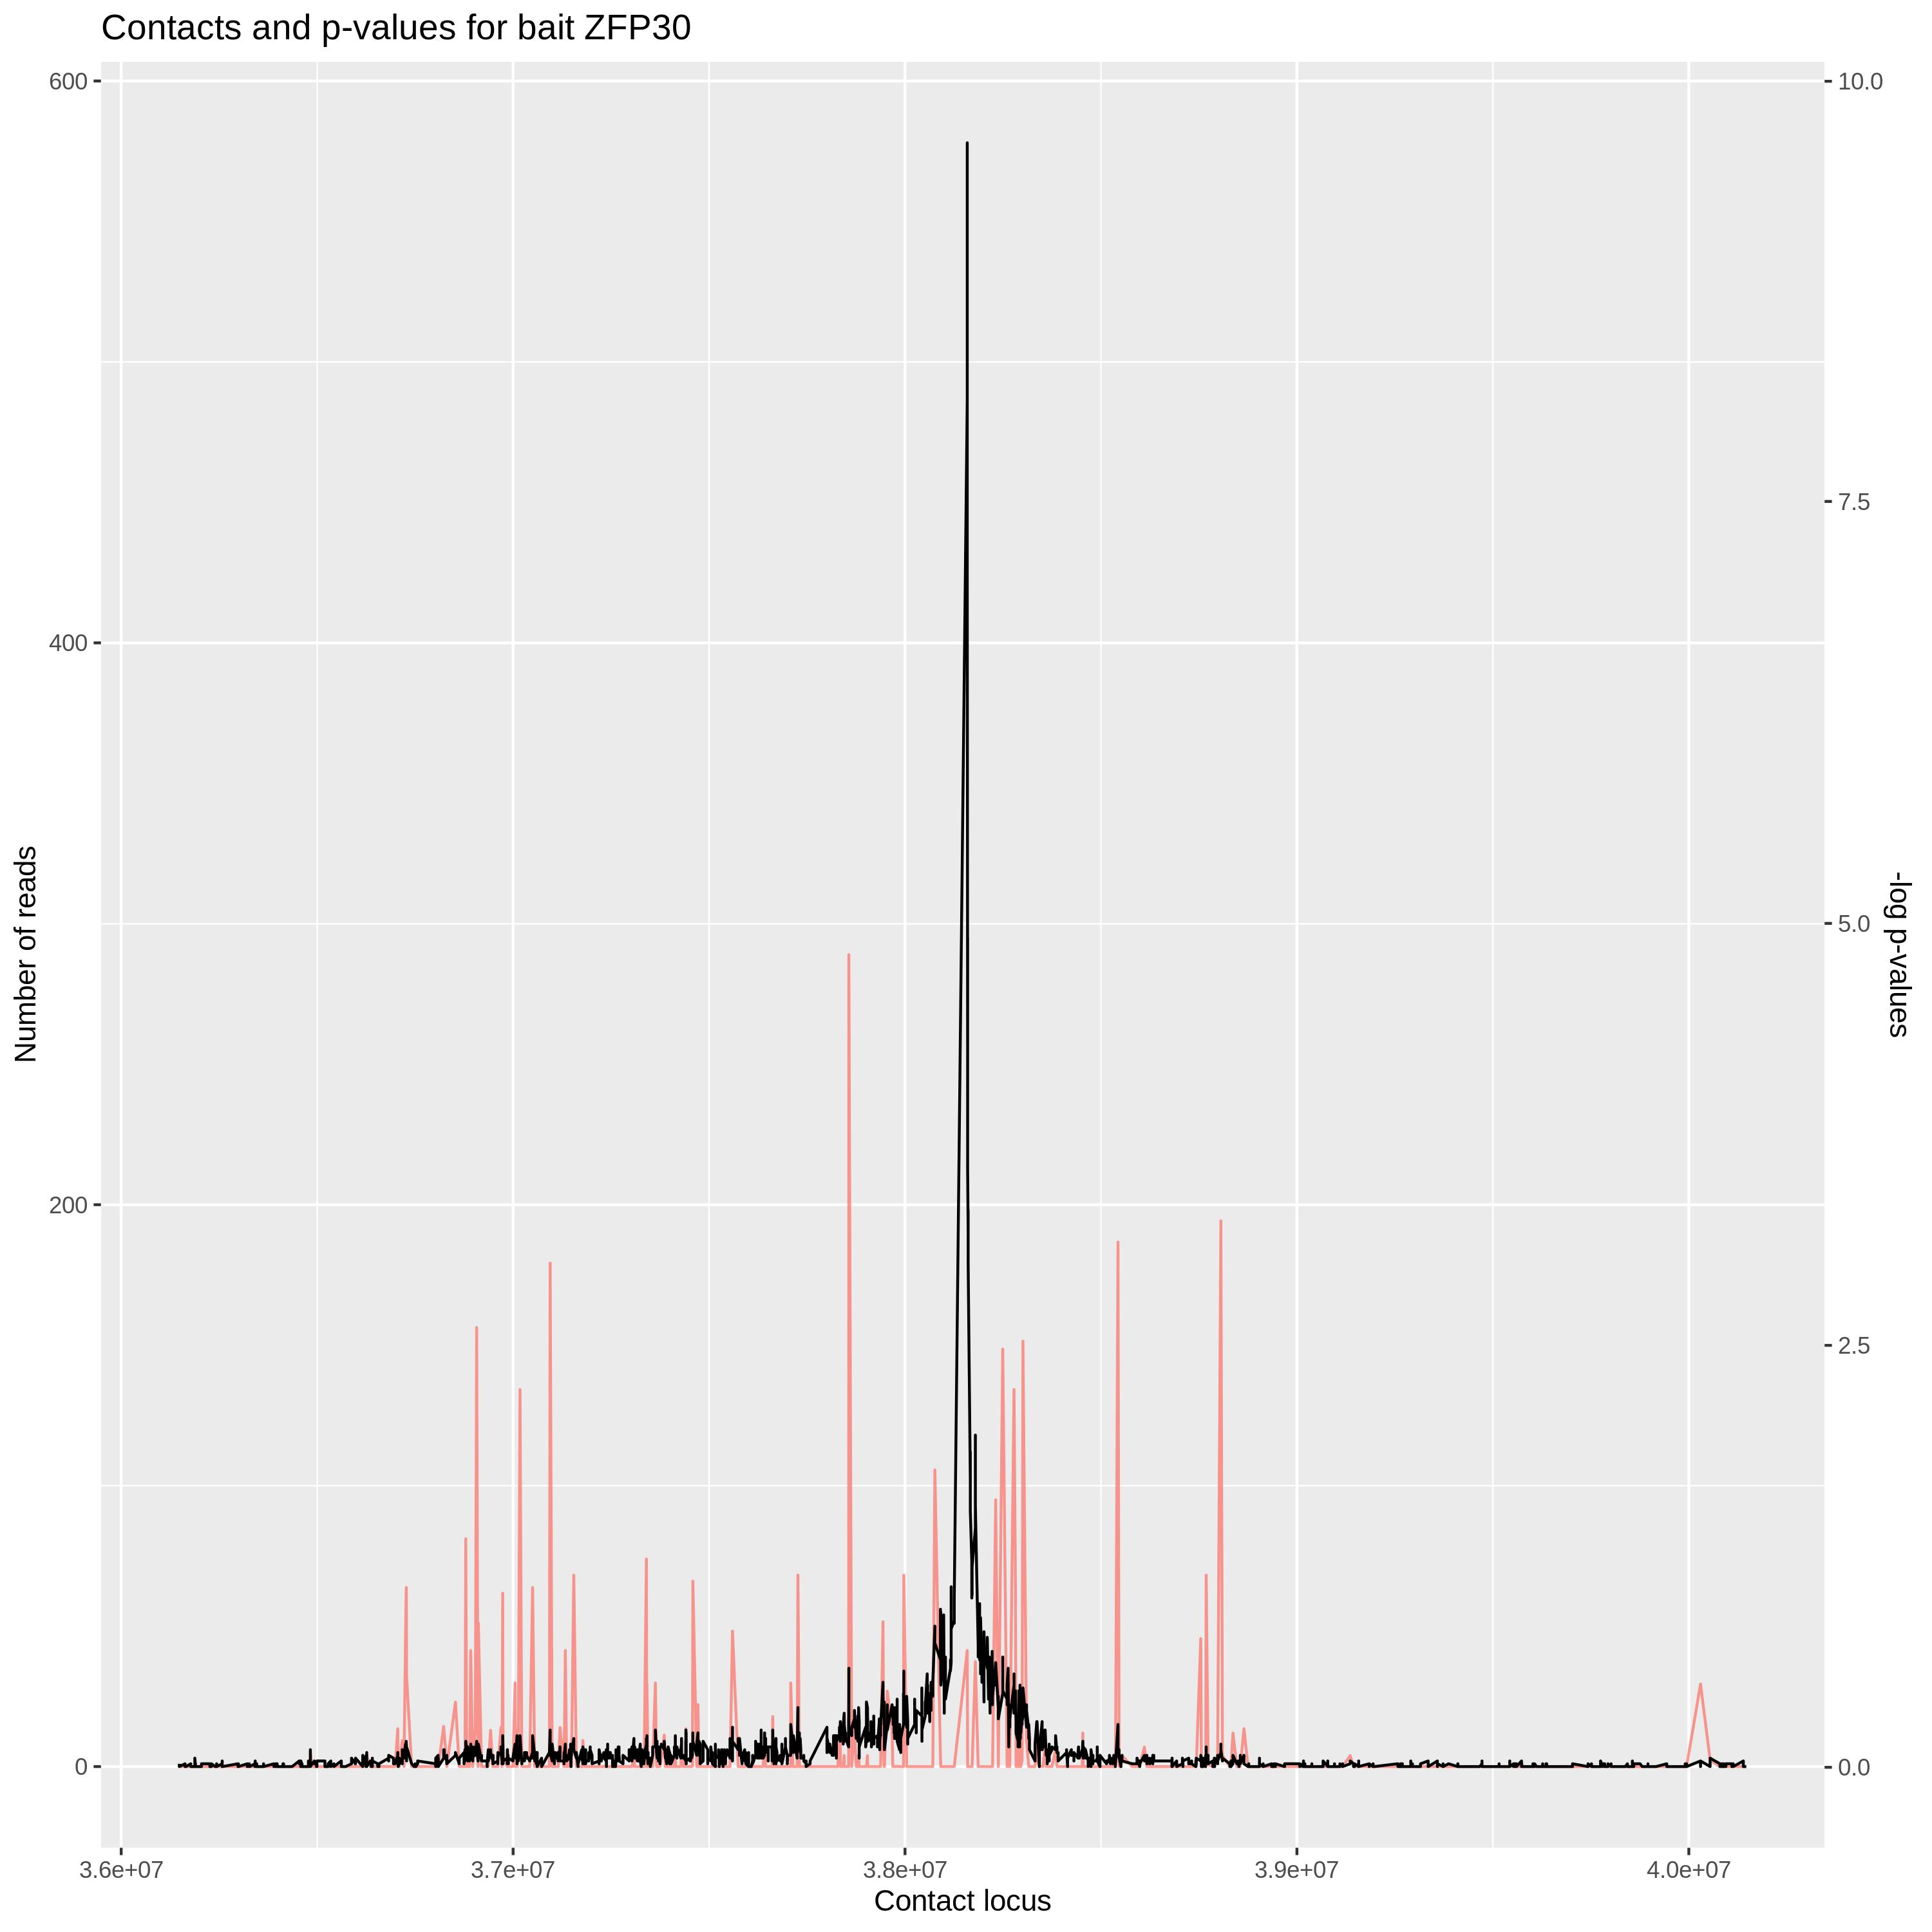 Contacts and p-values for bait ZFP30
600
400
200
0
10.0
7.5
5.0
2.5
0.0
Number of reads
-log p-values
3.6e+07 3.7e+07 3.8e+07 3.9e+07 4.0e+07
Contact locus